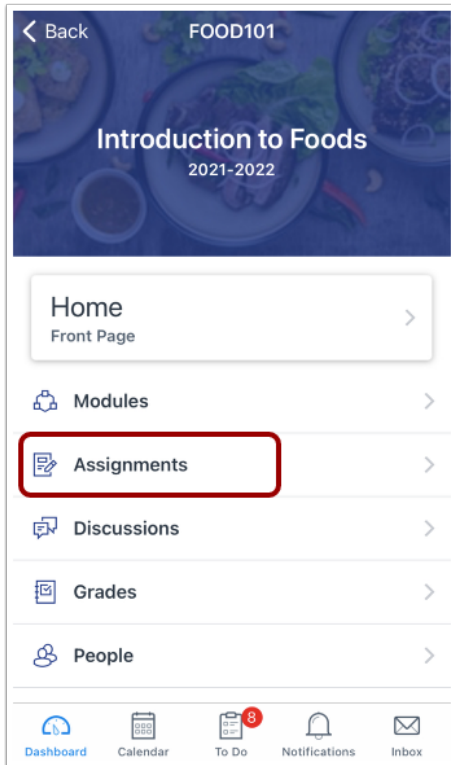 Back FOOD101
Introduction to Foods
2021-2022
Home
Front Page
Modules
Assignments
Discussions
Grades
People
8
Dashboard Calendar To Do Notifications Inbox